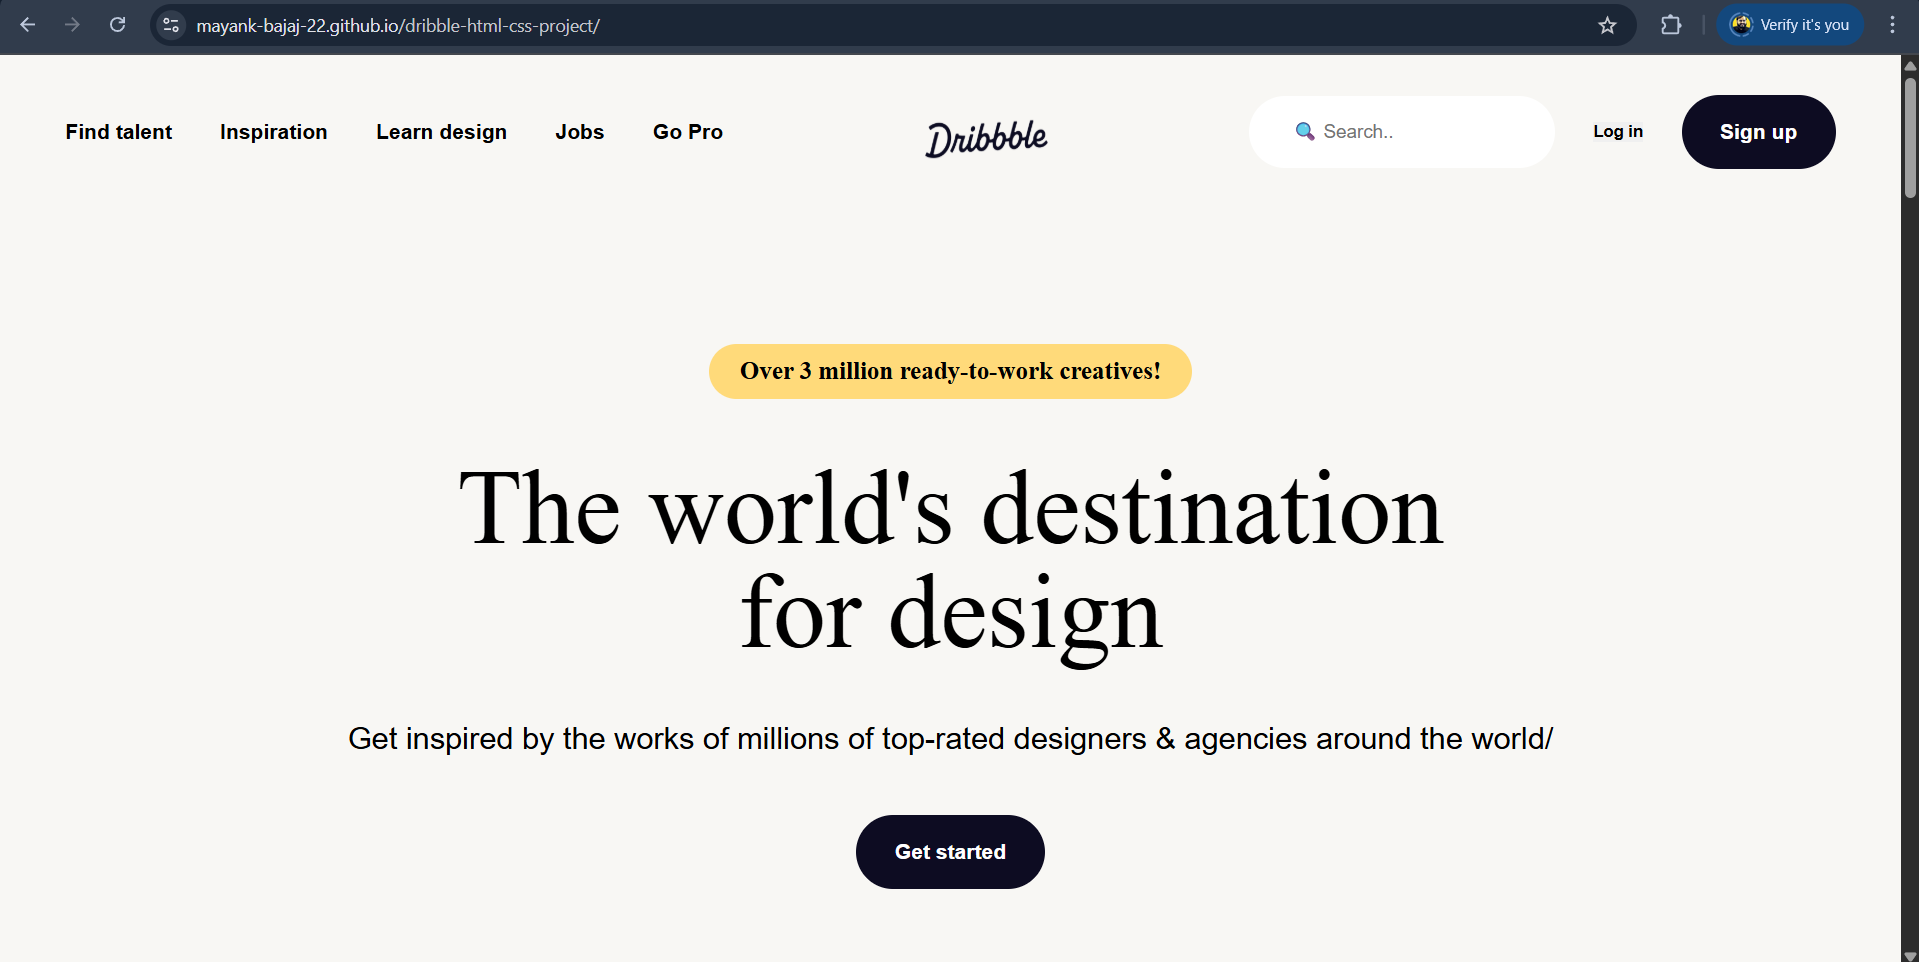 mayank-bajaj-22.github.io/dribble-html-css-project/
Verify it's you
Find talent Inspiration Learn design Jobs Go Pro Dribbble 🔍 Search.. Log in Sign up
Over 3 million ready-to-work creatives!
The world's destination
for design
Get inspired by the works of millions of top-rated designers & agencies around the world/
Get started